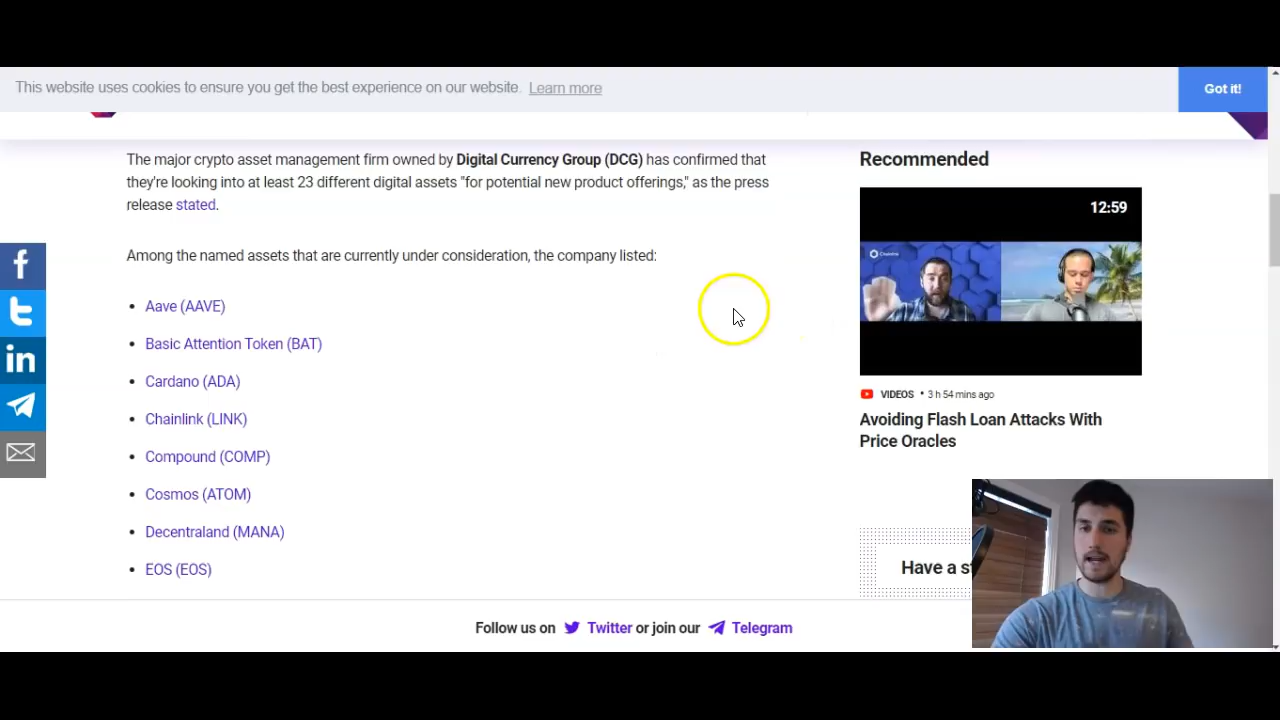 This website uses cookies to ensure you get the best experience on our website. Learn more
Got it!
The major crypto asset management firm owned by Digital Currency Group (DCG) has confirmed that
they're looking into at least 23 different digital assets "for potential new product offerings," as the press
release stated.
Among the named assets that are currently under consideration, the company listed:
• Aave (AAVE)
• Basic Attention Token (BAT)
• Cardano (ADA)
• Chainlink (LINK)
• Compound (COMP)
• Cosmos (ATOM)
• Decentraland (MANA)
• EOS (EOS)
Recommended
12:59
Chainlink
VIDEOS • 3 h 54 mins ago
Avoiding Flash Loan Attacks With
Price Oracles
Have a st
Follow us on Twitter or join our Telegram